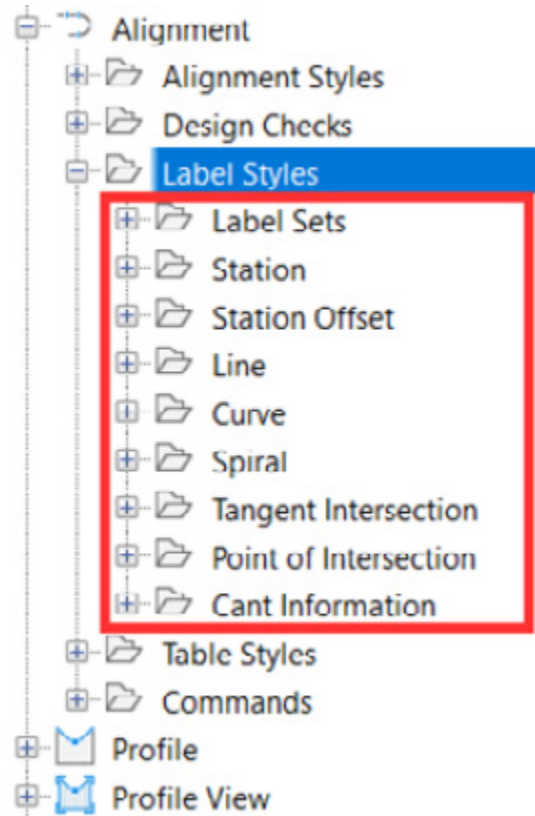 Alignment
Alignment Styles
Design Checks
Label Styles
Label Sets
Station
Station Offset
Line
Curve
Spiral
Tangent Intersection
Point of Intersection
Cant Information
Table Styles
Commands
Profile
Profile View